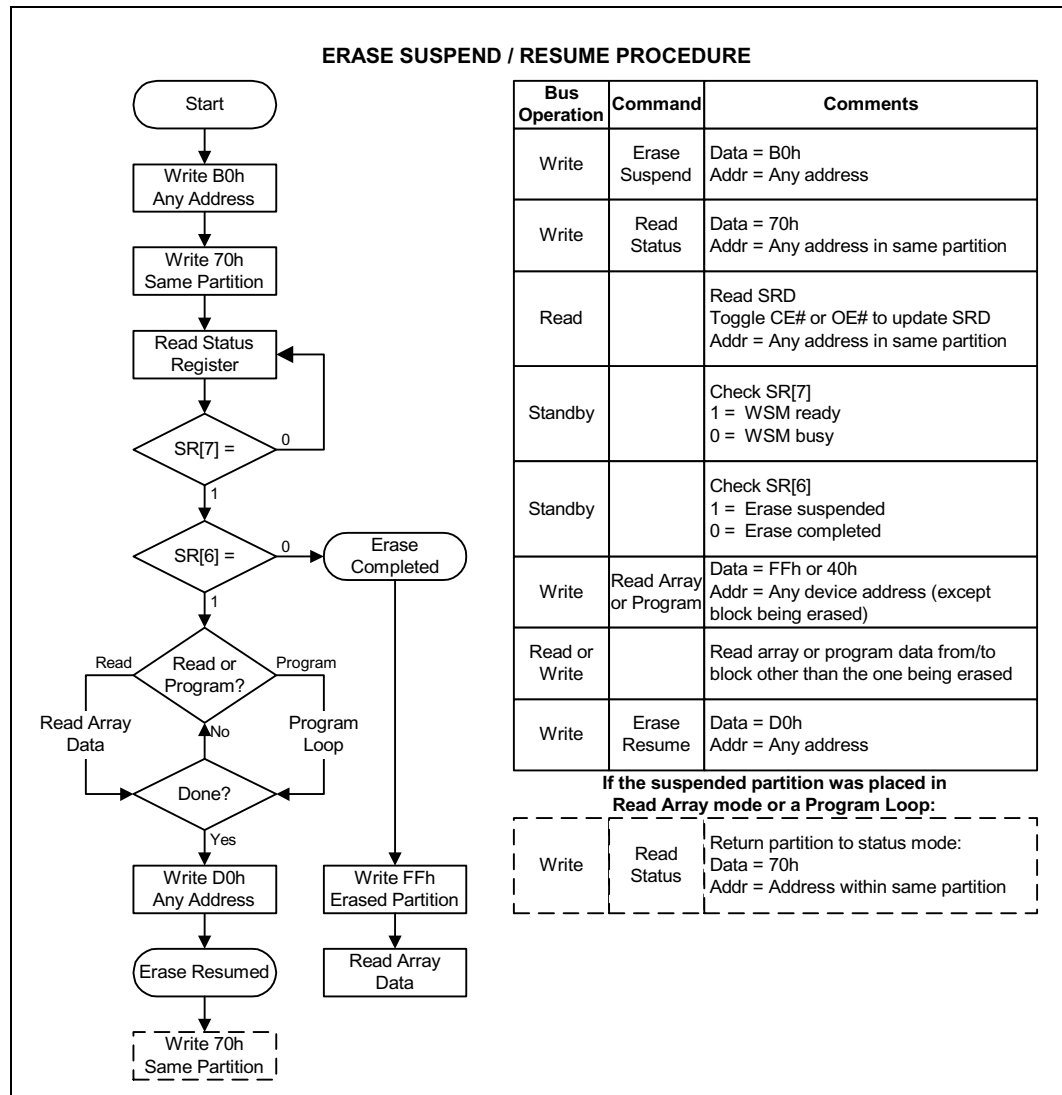 ERASE SUSPEND / RESUME PROCEDURE
Start
Write B0h
Any Address
Write 70h
Same Partition
Read Status
Register
SR[7] =
0
1
SR[6] =
0
Erase
Completed
1
Read
Read or
Program?
Program
Read Array
Data
No
Program
Loop
Done?
Yes
Write D0h
Any Address
Write FFh
Erased Partition
Erase Resumed
Read Array
Data
Write 70h
Same Partition
Bus
Operation
Command
Comments
Write
Erase
Suspend
Data = B0h
Addr = Any address
Write
Read
Status
Data = 70h
Addr = Any address in same partition
Read
Read SRD
Toggle CE# or OE# to update SRD
Addr = Any address in same partition
Standby
Check SR[7]
1 = WSM ready
0 = WSM busy
Standby
Check SR[6]
1 = Erase suspended
0 = Erase completed
Write
Read Array
or Program
Data = FFh or 40h
Addr = Any device address (except
block being erased)
Read or
Write
Read array or program data from/to
block other than the one being erased
Write
Erase
Resume
Data = D0h
Addr = Any address
If the suspended partition was placed in
Read Array mode or a Program Loop:
Write
Read
Status
Return partition to status mode:
Data = 70h
Addr = Address within same partition